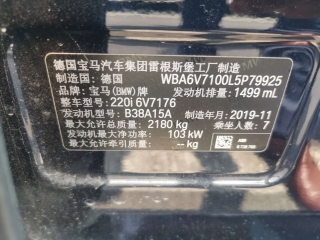 德国宝马汽车集团雷根斯堡工厂制造
制造国：德国 WBA6V7100L5P79925
品牌：宝马(BMW)牌 发动机排量：1499 mL
整车型号：220i 6V7176
发动机型号：B38A15A 制造年月：2019-11
最大允许总质量：2180 kg 乘坐人数：7
发动机最大净功率：103 kW
最大允许牵引质量：-- kg